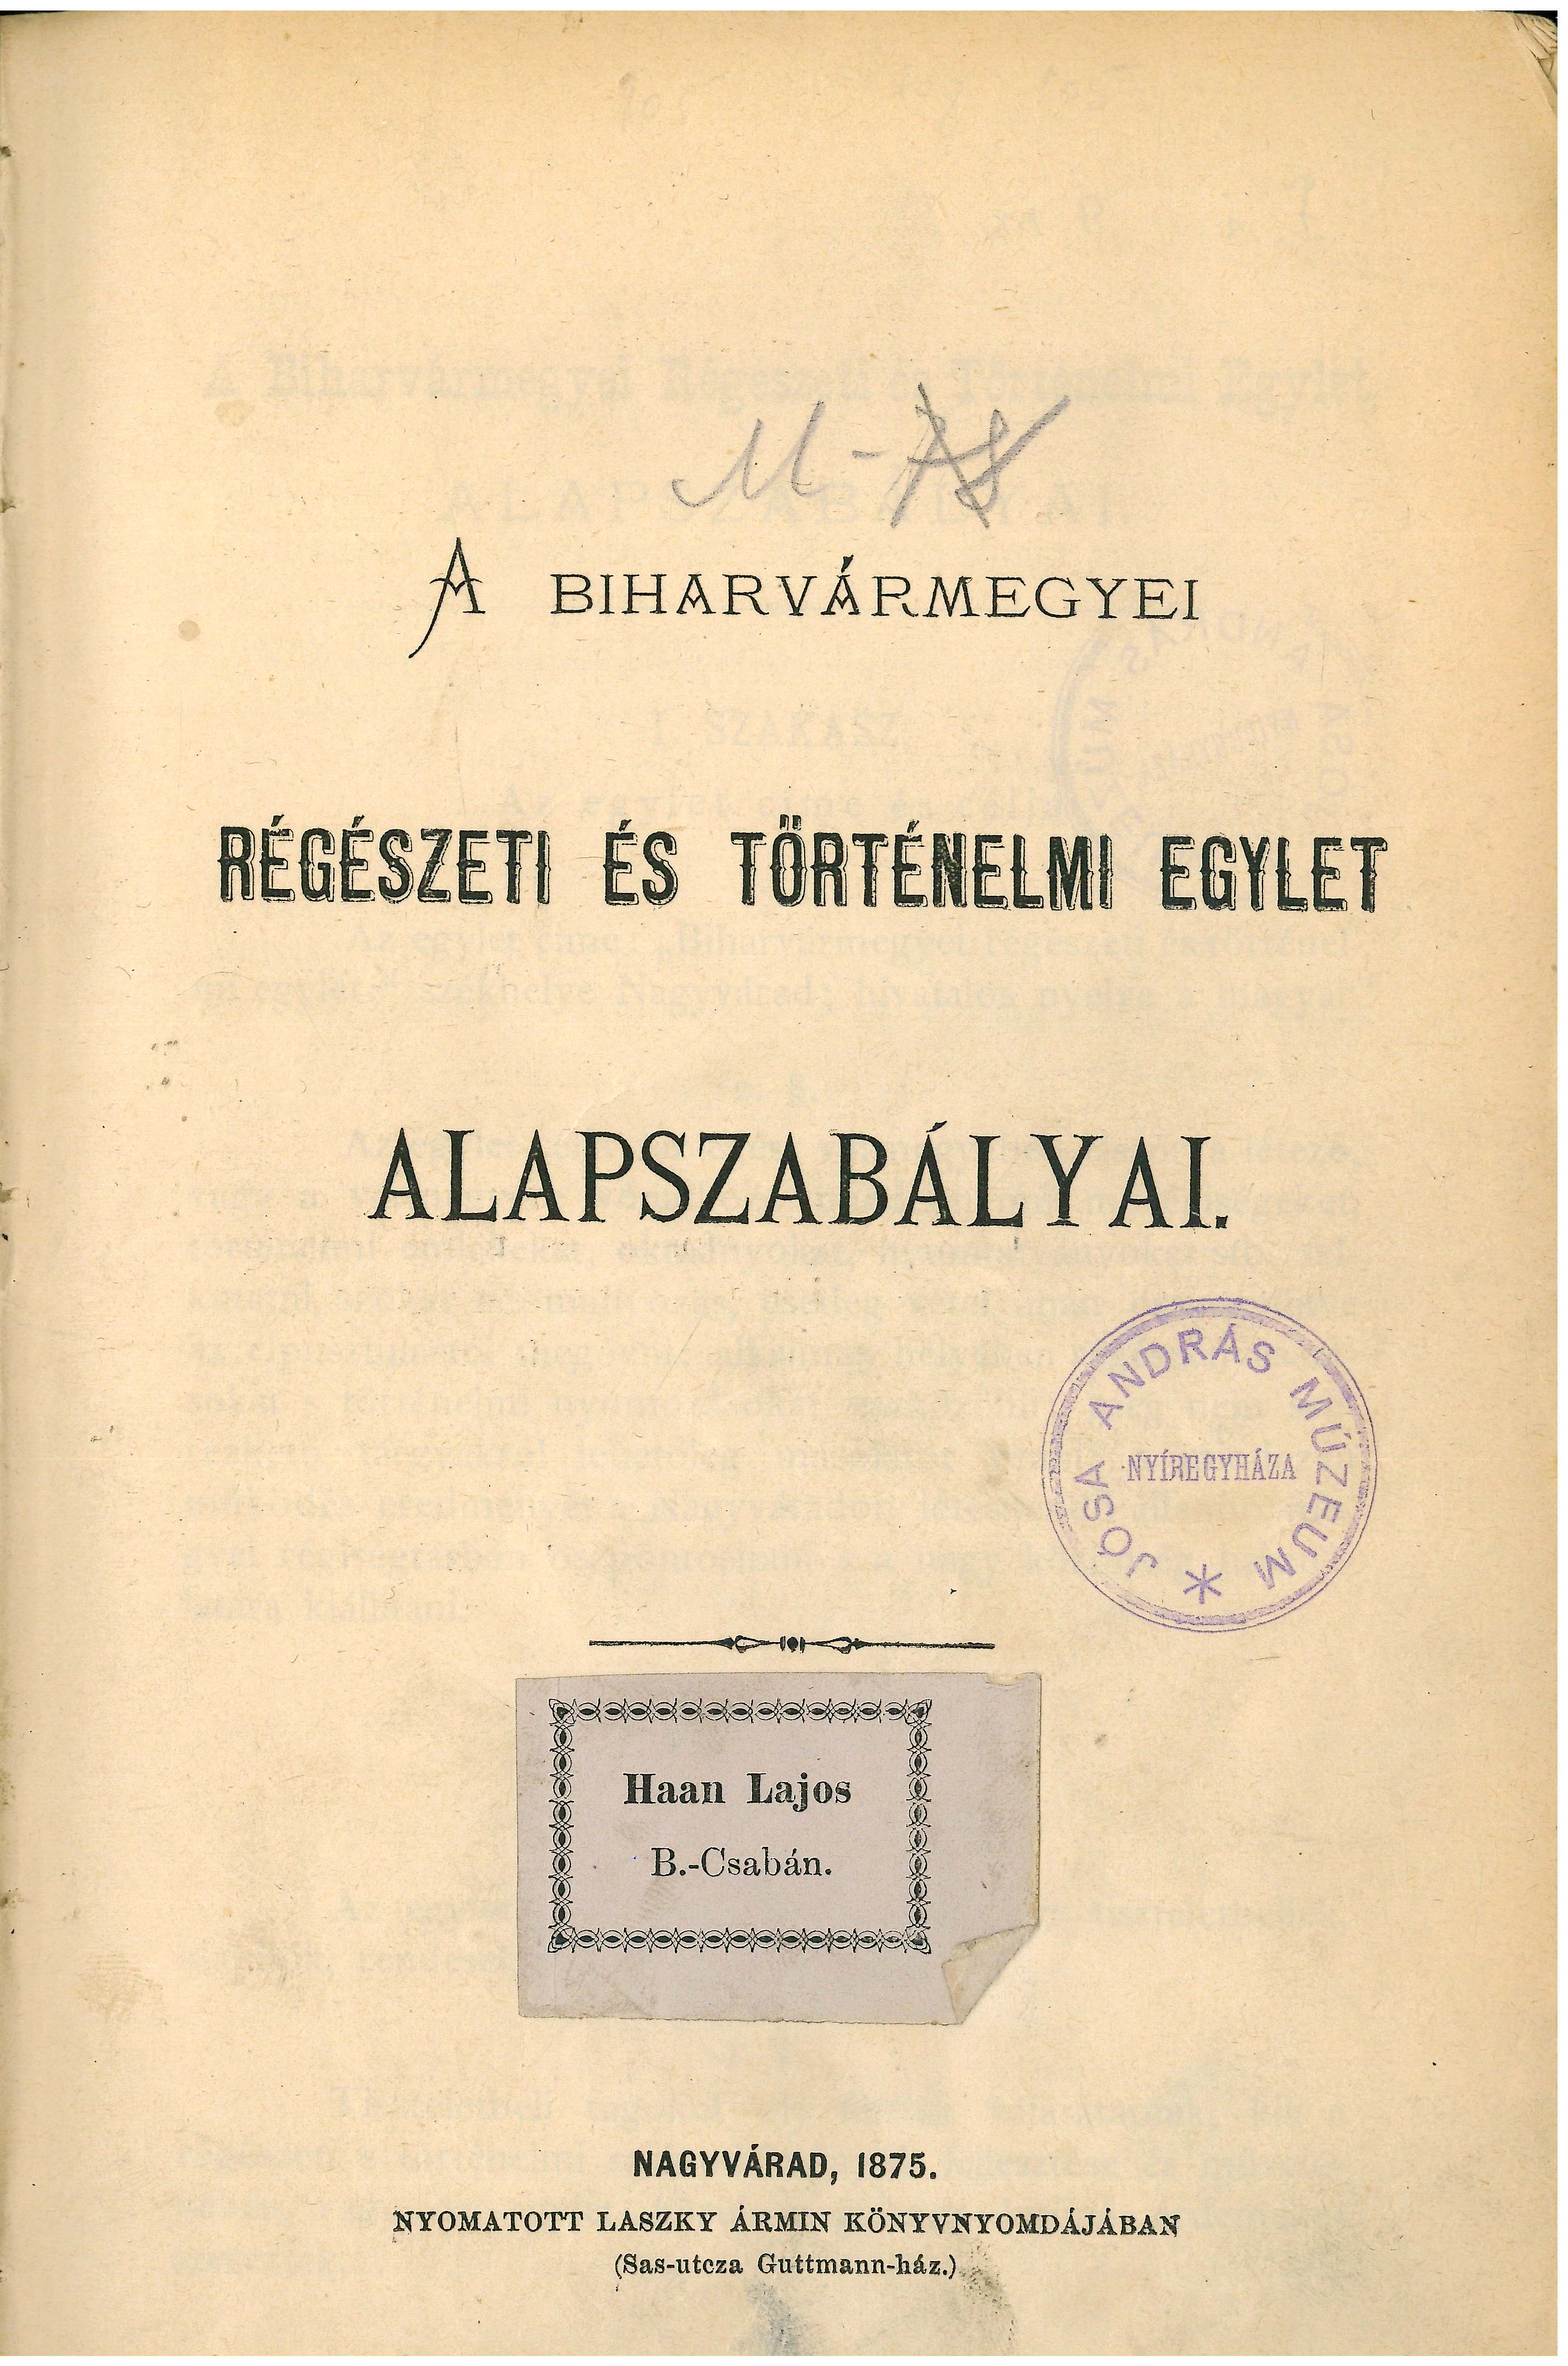 A BIHARVÁRMEGYEI
RÉGÉSZETI ÉS TÖRTÉNELMI EGYLET
ALAPSZABÁLYAI.
JÓSA ANDRÁS MÚZEUM
NYÍREGYHÁZA
Haan Lajos
B.-Csabán.
NAGYVÁRAD, 1875.
NYOMATOTT LASZKY ÁRMIN KÖNYVNYOMDÁJÁBAN
(Sas-utcza Guttmann-ház.)